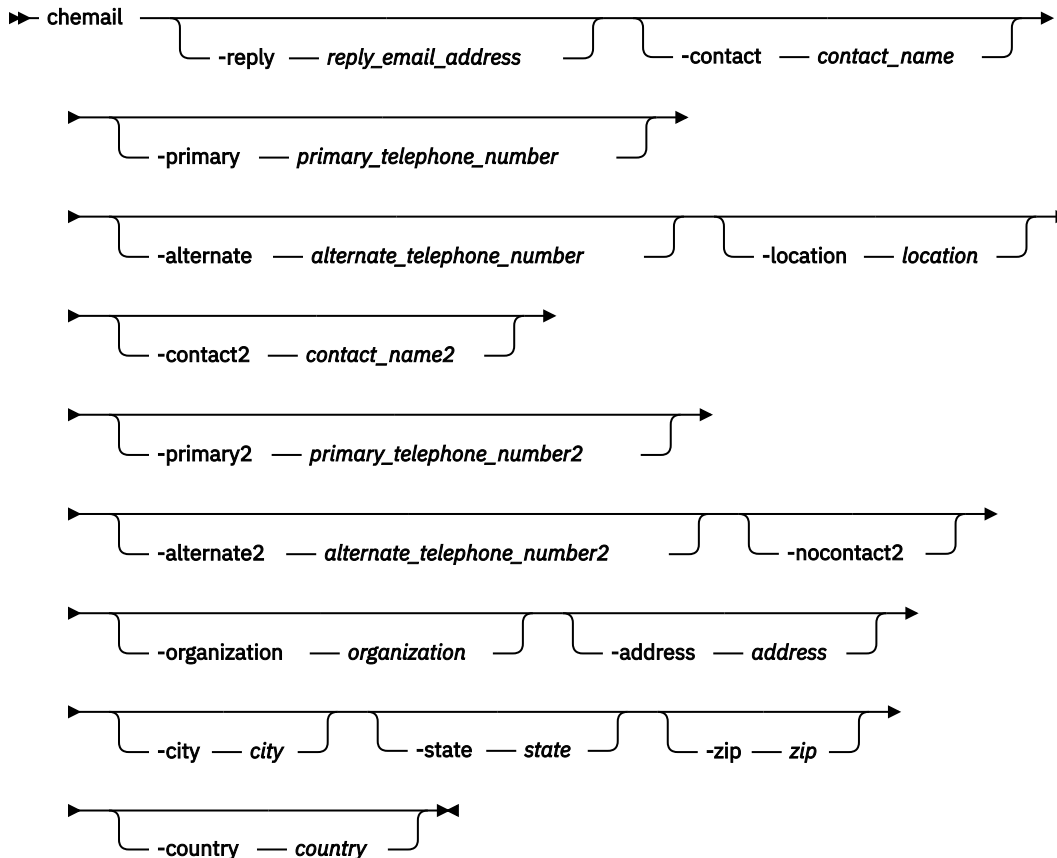 chemail
-reply reply_email_address -contact contact_name
-primary primary_telephone_number
-alternate alternate_telephone_number -location location
-contact2 contact_name2
-primary2 primary_telephone_number2
-alternate2 alternate_telephone_number2 -nocontact2
-organization organization -address address
-city city -state state -zip zip
-country country